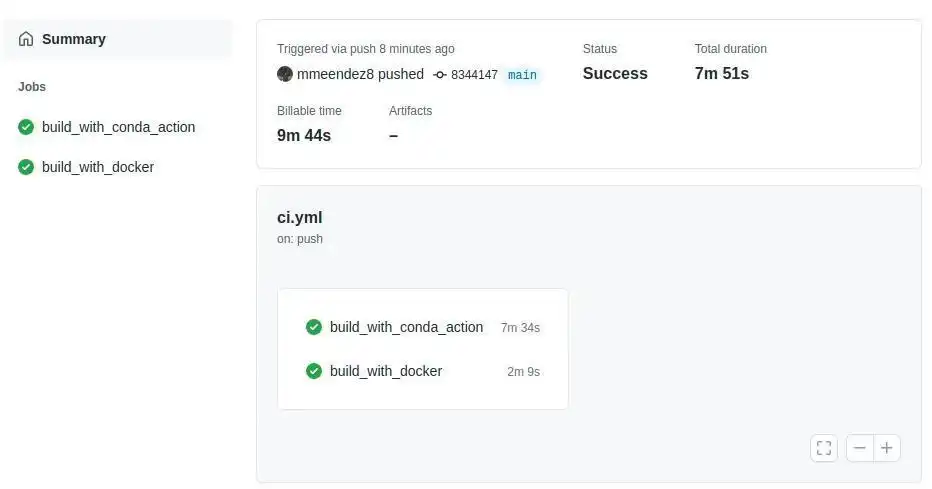 Summary
Jobs
build_with_conda_action
build_with_docker
Triggered via push 8 minutes ago
mmeendez8 pushed 8344147 main
Status
Success
Total duration
7m 51s
Billable time
9m 44s
Artifacts
–
ci.yml
on: push
build_with_conda_action 7m 34s
build_with_docker 2m 9s